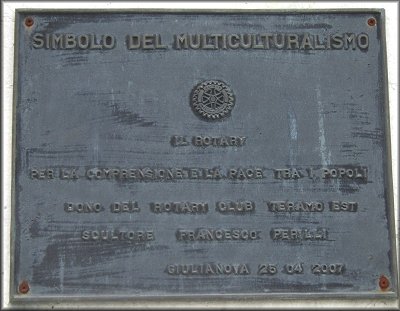 SIMBOLO DEL MULTICULTURALISMO
IL ROTARY
PER LA COMPRENSIONE E LA PACE TRA I POPOLI
DONO DEL ROTARY CLUB TERAMO EST
SCULTORE FRANCESCO PERILLI
GIULIANOVA 25 04 2007